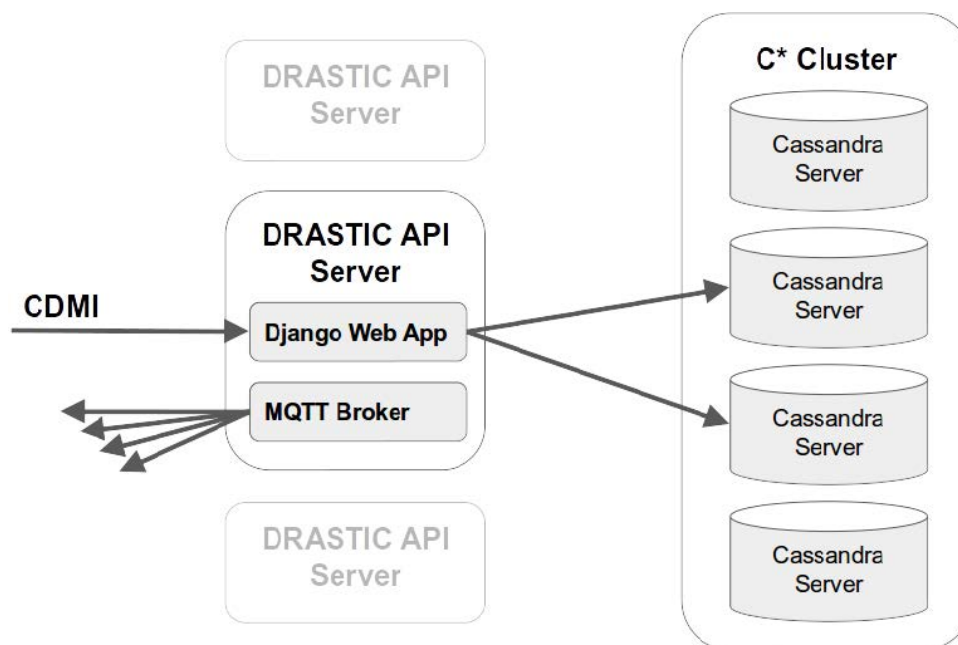 DRASTIC API
Server
DRASTIC API
Server
CDMI
Django Web App
MQTT Broker
DRASTIC API
Server
C* Cluster
Cassandra
Server
Cassandra
Server
Cassandra
Server
Cassandra
Server